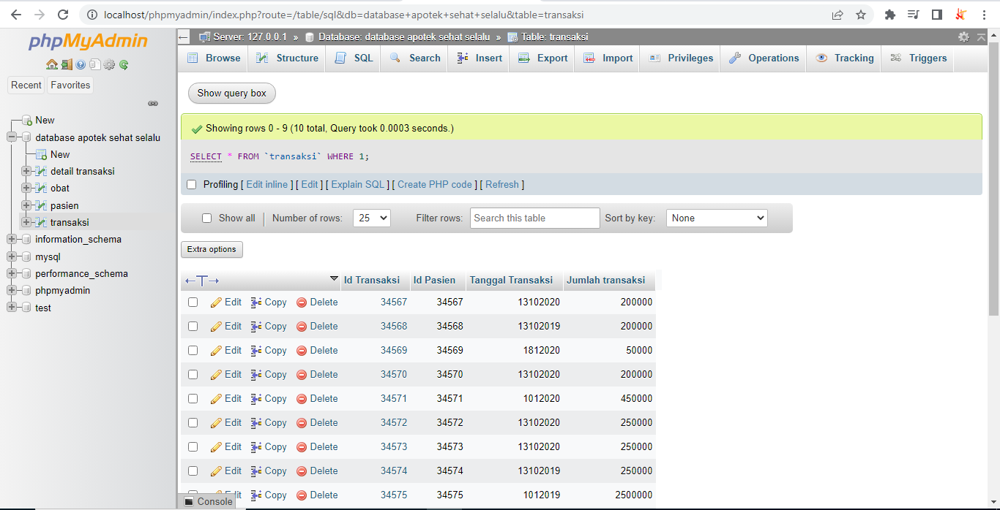 localhost/phpmyadmin/index.php?route=/table/sql&db=database+apotek+sehat+selalu&table=transaksi
phpMyAdmin
Recent Favorites
New
database apotek sehat selalu
New
detail transaksi
obat
pasien
transaksi
information_schema
mysql
performance_schema
phpmyadmin
test
Server: 127.0.0.1 » Database: database apotek sehat selalu » Table: transaksi
Browse Structure SQL Search Insert Export Import Privileges Operations Tracking Triggers
Show query box
Showing rows 0 - 9 (10 total, Query took 0.0003 seconds.)
SELECT * FROM `transaksi` WHERE 1;
Profiling [ Edit inline ] [ Edit ] [ Explain SQL ] [ Create PHP code ] [ Refresh ]
Show all Number of rows: 25 Filter rows: Search this table Sort by key: None
Extra options
←T→ Id Transaksi Id Pasien Tanggal Transaksi Jumlah transaksi
Edit Copy Delete 34567 34567 13102020 200000
Edit Copy Delete 34568 34568 13102019 200000
Edit Copy Delete 34569 34569 1812020 50000
Edit Copy Delete 34570 34570 13102020 200000
Edit Copy Delete 34571 34571 1012020 450000
Edit Copy Delete 34572 34572 13102020 250000
Edit Copy Delete 34573 34573 13102020 250000
Edit Copy Delete 34574 34574 13102019 250000
Edit Copy Delete 34575 34575 1012019 2500000
Console